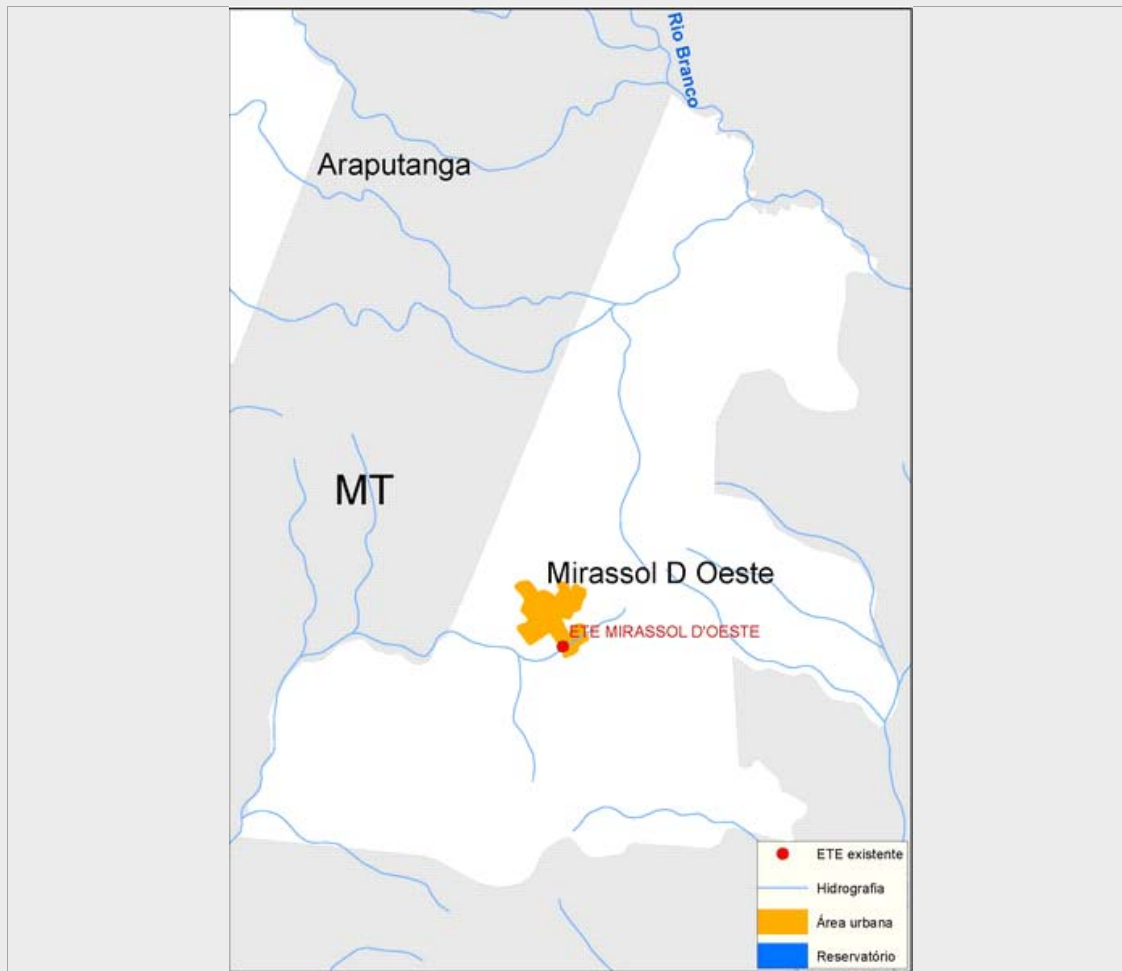 Rio Branco
Araputanga
MT
Mirassol D Oeste
ETE MIRASSOL D'OESTE
ETE existente
Hidrografia
Área urbana
Reservatório